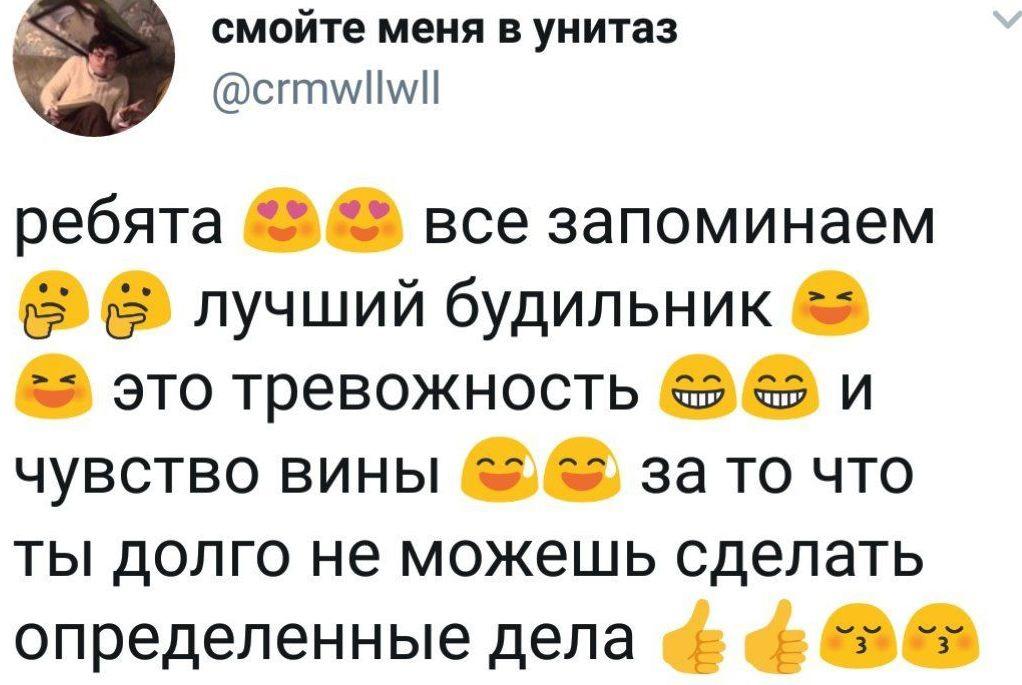 смойте меня в унитаз
@crmwllwll
ребята 😍😍 все запоминаем
🤔🤔 лучший будильник 😆
😆 это тревожность 😁😁 и
чувство вины 😅😅 за то что
ты долго не можешь сделать
определенные дела 👍👍😚😚